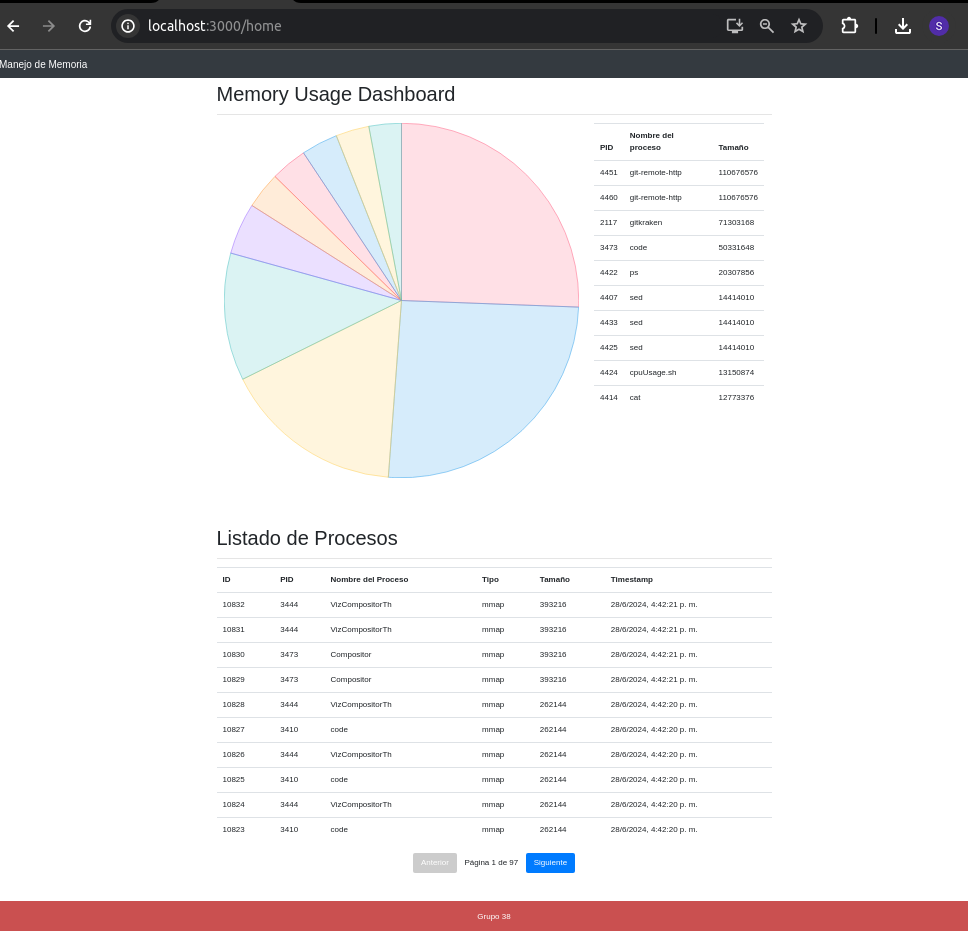 localhost:3000/home
S
Manejo de Memoria
Memory Usage Dashboard
PID Nombre del proceso Tamaño
4451 git-remote-http 110676576
4460 git-remote-http 110676576
2117 gitkraken 71303168
3473 code 50331648
4422 ps 20307856
4407 sed 14414010
4433 sed 14414010
4425 sed 14414010
4424 cpuUsage.sh 13150874
4414 cat 12773376
Listado de Procesos
ID PID Nombre del Proceso Tipo Tamaño Timestamp
10832 3444 VizCompositorTh mmap 393216 28/6/2024, 4:42:21 p. m.
10831 3444 VizCompositorTh mmap 393216 28/6/2024, 4:42:21 p. m.
10830 3473 Compositor mmap 393216 28/6/2024, 4:42:21 p. m.
10829 3473 Compositor mmap 393216 28/6/2024, 4:42:21 p. m.
10828 3444 VizCompositorTh mmap 262144 28/6/2024, 4:42:20 p. m.
10827 3410 code mmap 262144 28/6/2024, 4:42:20 p. m.
10826 3444 VizCompositorTh mmap 262144 28/6/2024, 4:42:20 p. m.
10825 3410 code mmap 262144 28/6/2024, 4:42:20 p. m.
10824 3444 VizCompositorTh mmap 262144 28/6/2024, 4:42:20 p. m.
10823 3410 code mmap 262144 28/6/2024, 4:42:20 p. m.
Anterior Página 1 de 97 Siguiente
Grupo 38